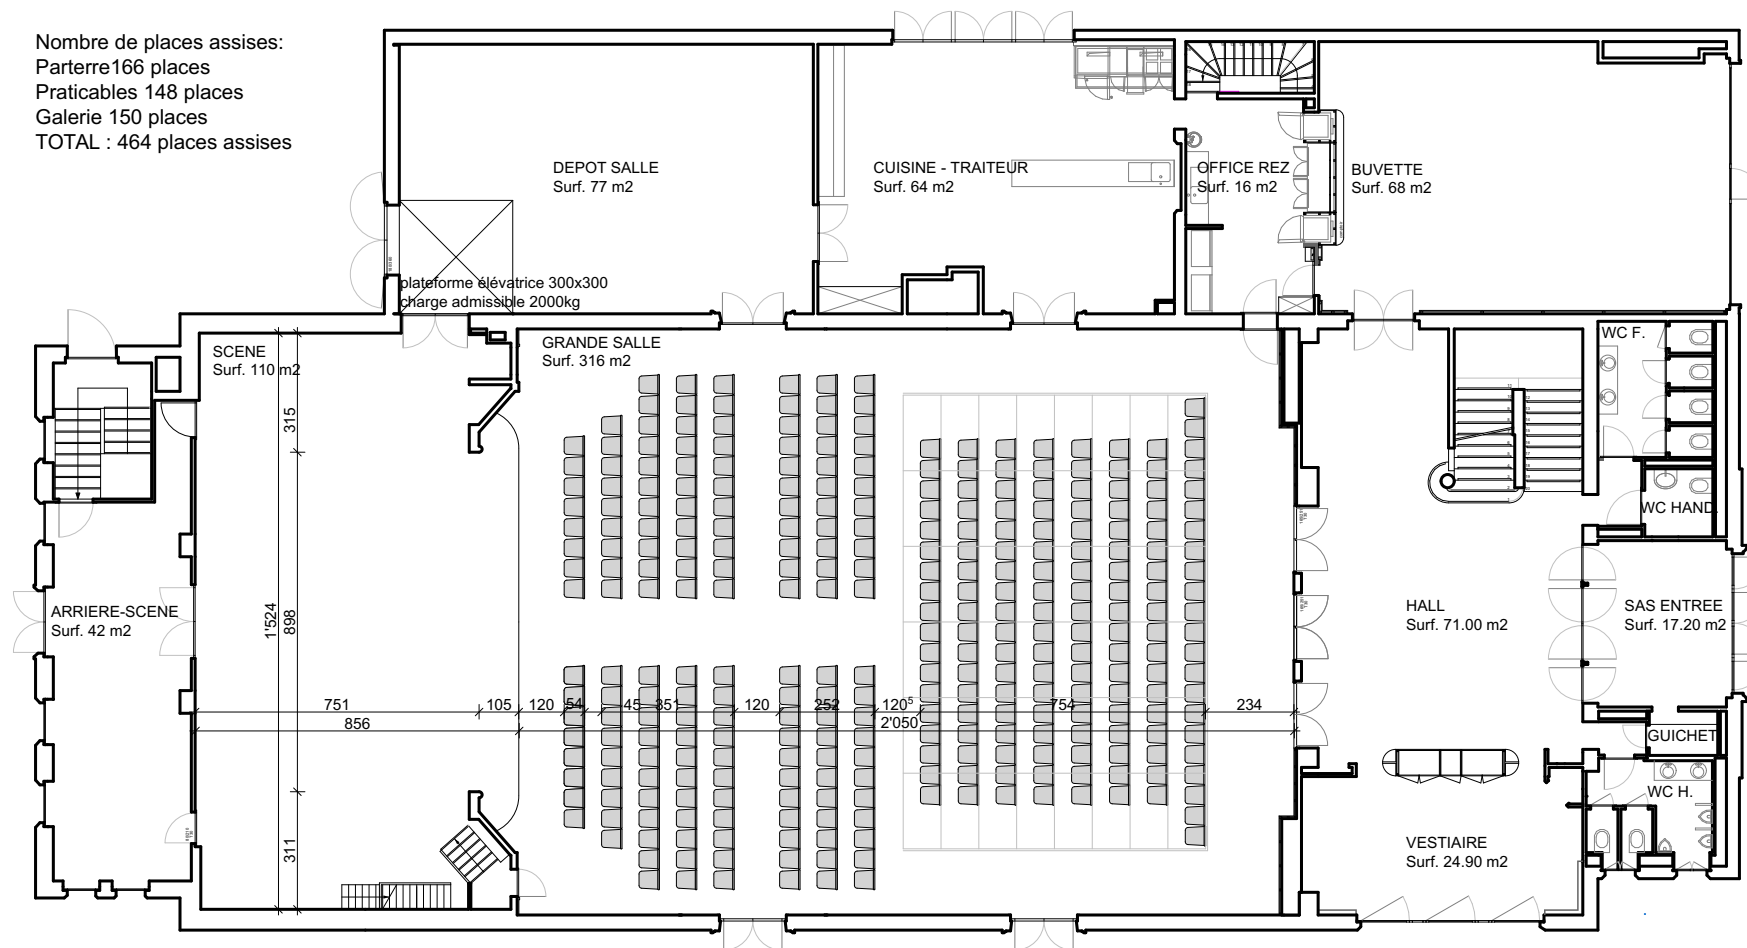 Nombre de places assises:
Parterre166 places
Praticables 148 places
Galerie 150 places
TOTAL : 464 places assises
DEPOT SALLE
Surf. 77 m2
CUISINE - TRAITEUR
Surf. 64 m2
OFFICE REZ
Surf. 16 m2
BUVETTE
Surf. 68 m2
plateforme élévatrice 300x300
charge admissible 2000kg
SCENE
Surf. 110 m2
GRANDE SALLE
Surf. 316 m2
WC F.
WC HAND.
315
1'524
898
311
ARRIERE-SCENE
Surf. 42 m2
HALL
Surf. 71.00 m2
SAS ENTREE
Surf. 17.20 m2
751
105
120
54
45
351
120
252
120⁵
754
234
856
2'050
GUICHET
WC H.
VESTIAIRE
Surf. 24.90 m2